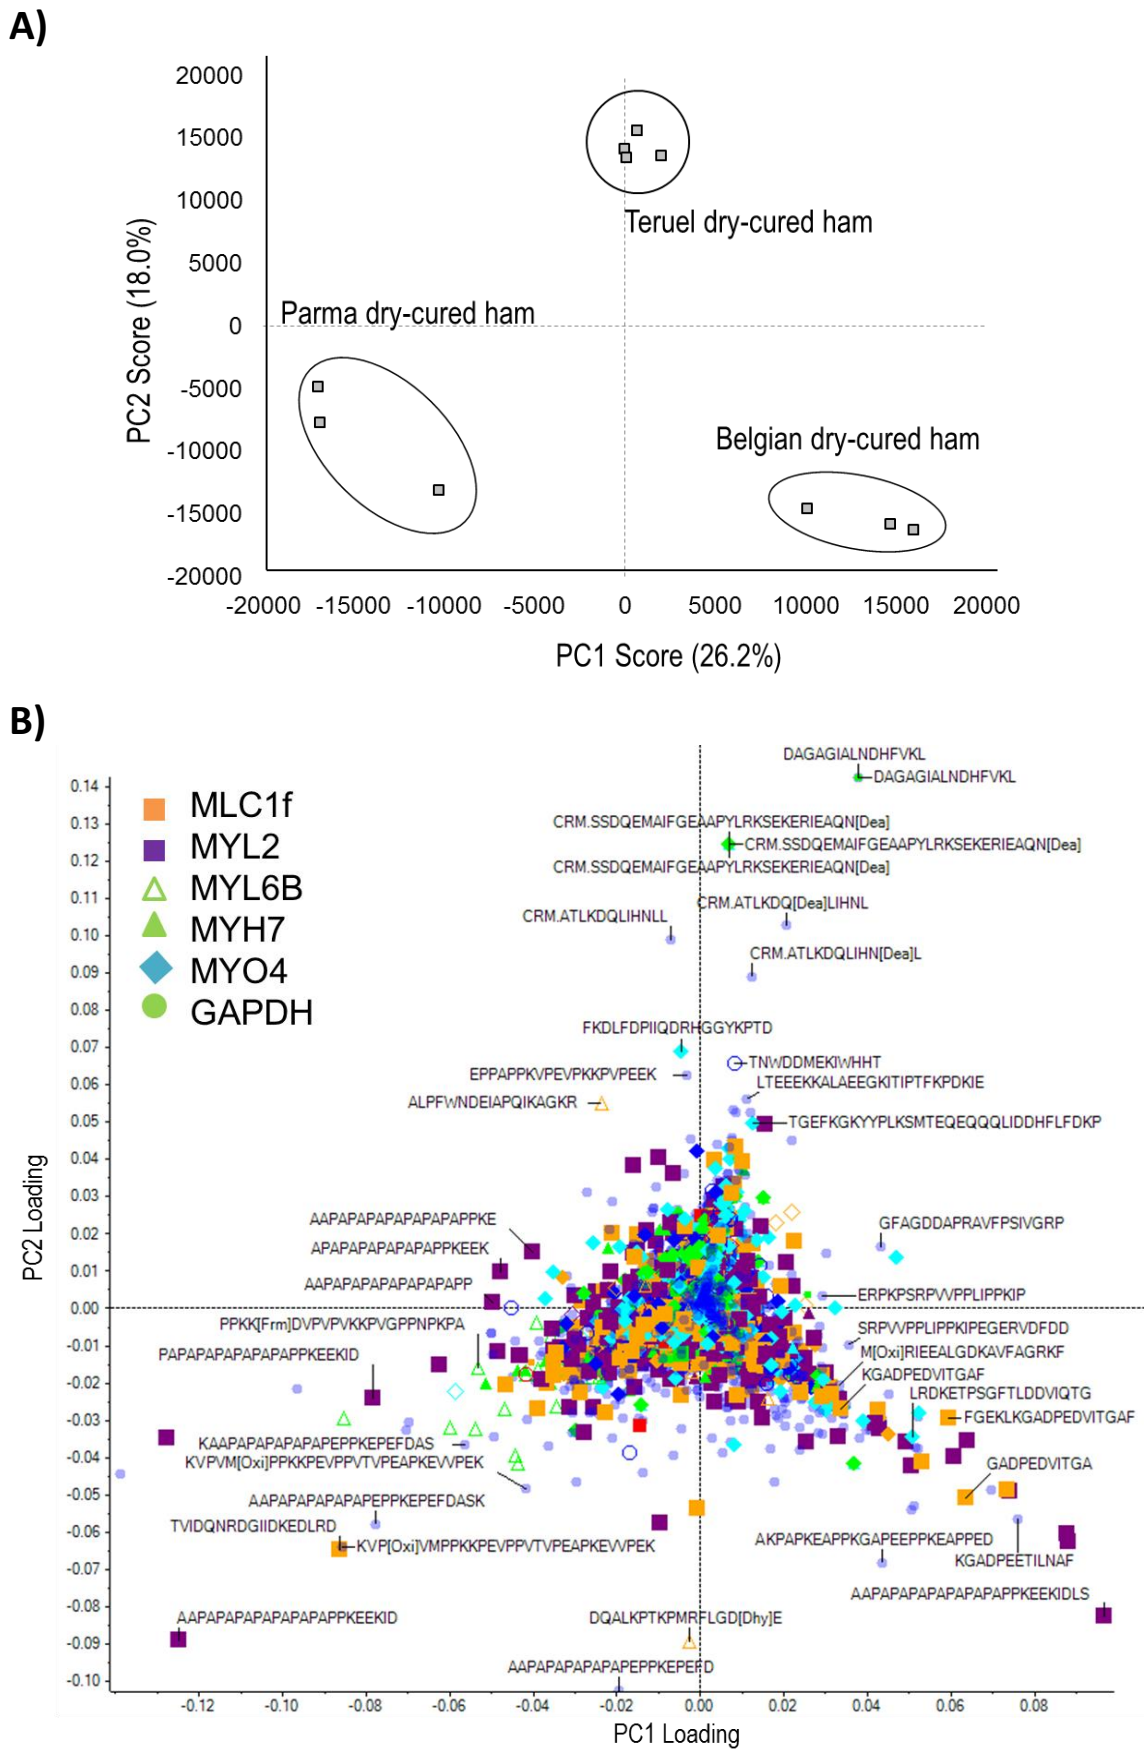 A)
20000
15000
10000
5000
0
-5000
-10000
-15000
-20000
PC2 Score (18.0%)
Teruel dry-cured ham
Parma dry-cured ham
Belgian dry-cured ham
-20000 -15000 -10000 -5000 0 5000 10000 15000 20000
PC1 Score (26.2%)
B)
MLC1f
MYL2
MYL6B
MYH7
MYO4
GAPDH
0.14
0.13
0.12
0.11
0.10
0.09
0.08
0.07
0.06
0.05
0.04
0.03
0.02
0.01
0.00
-0.01
-0.02
-0.03
-0.04
-0.05
-0.06
-0.07
-0.08
-0.09
-0.10
PC2 Loading
DAGAGIALNDHFVKL
DAGAGIALNDHFVKL
CRM.SSDQEMAIFGEAAPYLRKSEKERIEAQN[Dea]
CRM.SSDQEMAIFGEAAPYLRKSEKERIEAQN[Dea]
CRM.SSDQEMAIFGEAAPYLRKSEKERIEAQN[Dea]
CRM.ATLKDQ[Dea]LIHNL
CRM.ATLKDQLIHNLL
CRM.ATLKDQLIHN[Dea]L
FKDLFDPIIQDRHGGYKPTD
TNWDDMEKIWHHT
EPPAPPKVPEVPKKPVPEEK
LTEEEKKALAEEGKITIPTFKPDKIE
ALPFWNDEIAPQIKAGKR
TGEFKGKYYPLKSMTEQEQQQLIDDHFLFDKP
AAPAPAPAPAPAPAPPKE
GFAGDDAPRAVFPSIVGRP
APAPAPAPAPAPAPPKEEK
AAPAPAPAPAPAPAPP
ERPKPSRPVVPPLIPPKIP
PPKK[Frm]DVPVPVKKPVGPPNPKPA
SRPVVPPLIPPKIPEGERVDFDD
PAPAPAPAPAPAPPKEEKID
M[Oxi]RIEEALGDKAVFAGRKF
KGADPEDVITGAF
LRDKETPSGFTLDDVIQTG
FGEKLKGADPEDVITGAF
KAAPAPAPAPAPAPEPPKEPEFDAS
KVPVM[Oxi]PPKKPEVPPVTVPEAPKEVVPEK
GADPEDVITGA
AAPAPAPAPAPAPEPPKEPEFDASK
TVIDQNRDGIIDKEDLRD
KVP[Oxi]VMPPKKPEVPPVTVPEAPKEVVPEK
AKPAPKEAPPKGAPEEPPKEAPPED
KGADPEETILNAF
AAPAPAPAPAPAPAPAPPKEEKIDLS
AAPAPAPAPAPAPAPAPPKEEKID
DQALKPTKPMRFLGD[Dhy]E
AAPAPAPAPAPAPEPPKEPEFD
-0.12 -0.10 -0.08 -0.06 -0.04 -0.02 0.00 0.02 0.04 0.06 0.08
PC1 Loading